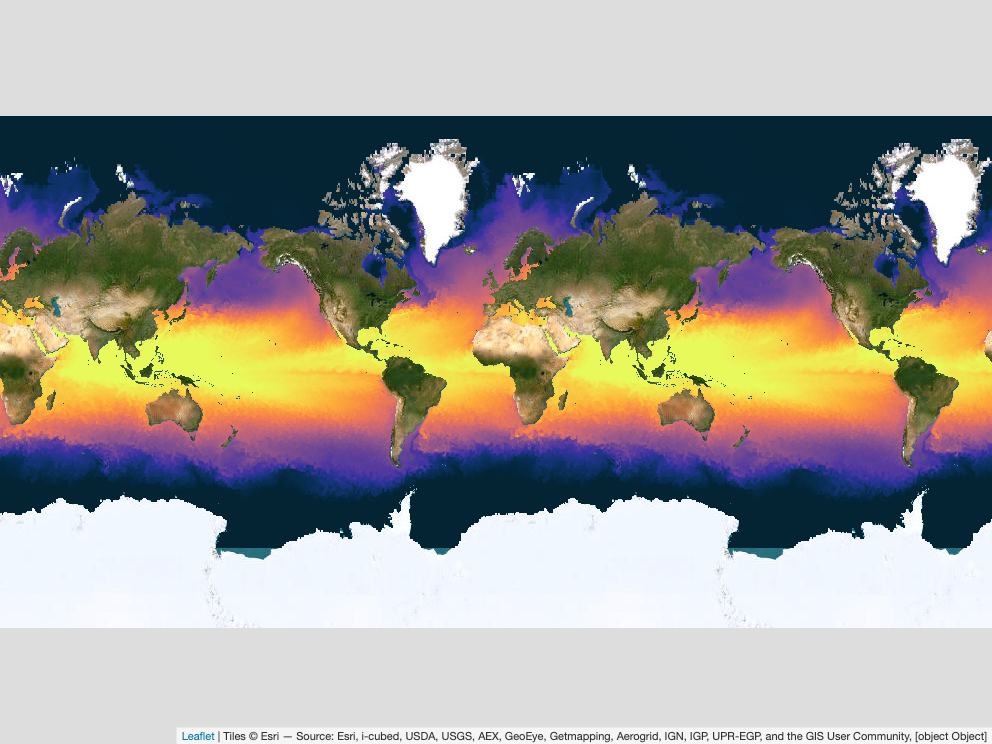 Leaflet | Tiles © Esri — Source: Esri, i-cubed, USDA, USGS, AEX, GeoEye, Getmapping, Aerogrid, IGN, IGP, UPR-EGP, and the GIS User Community, [object Object]